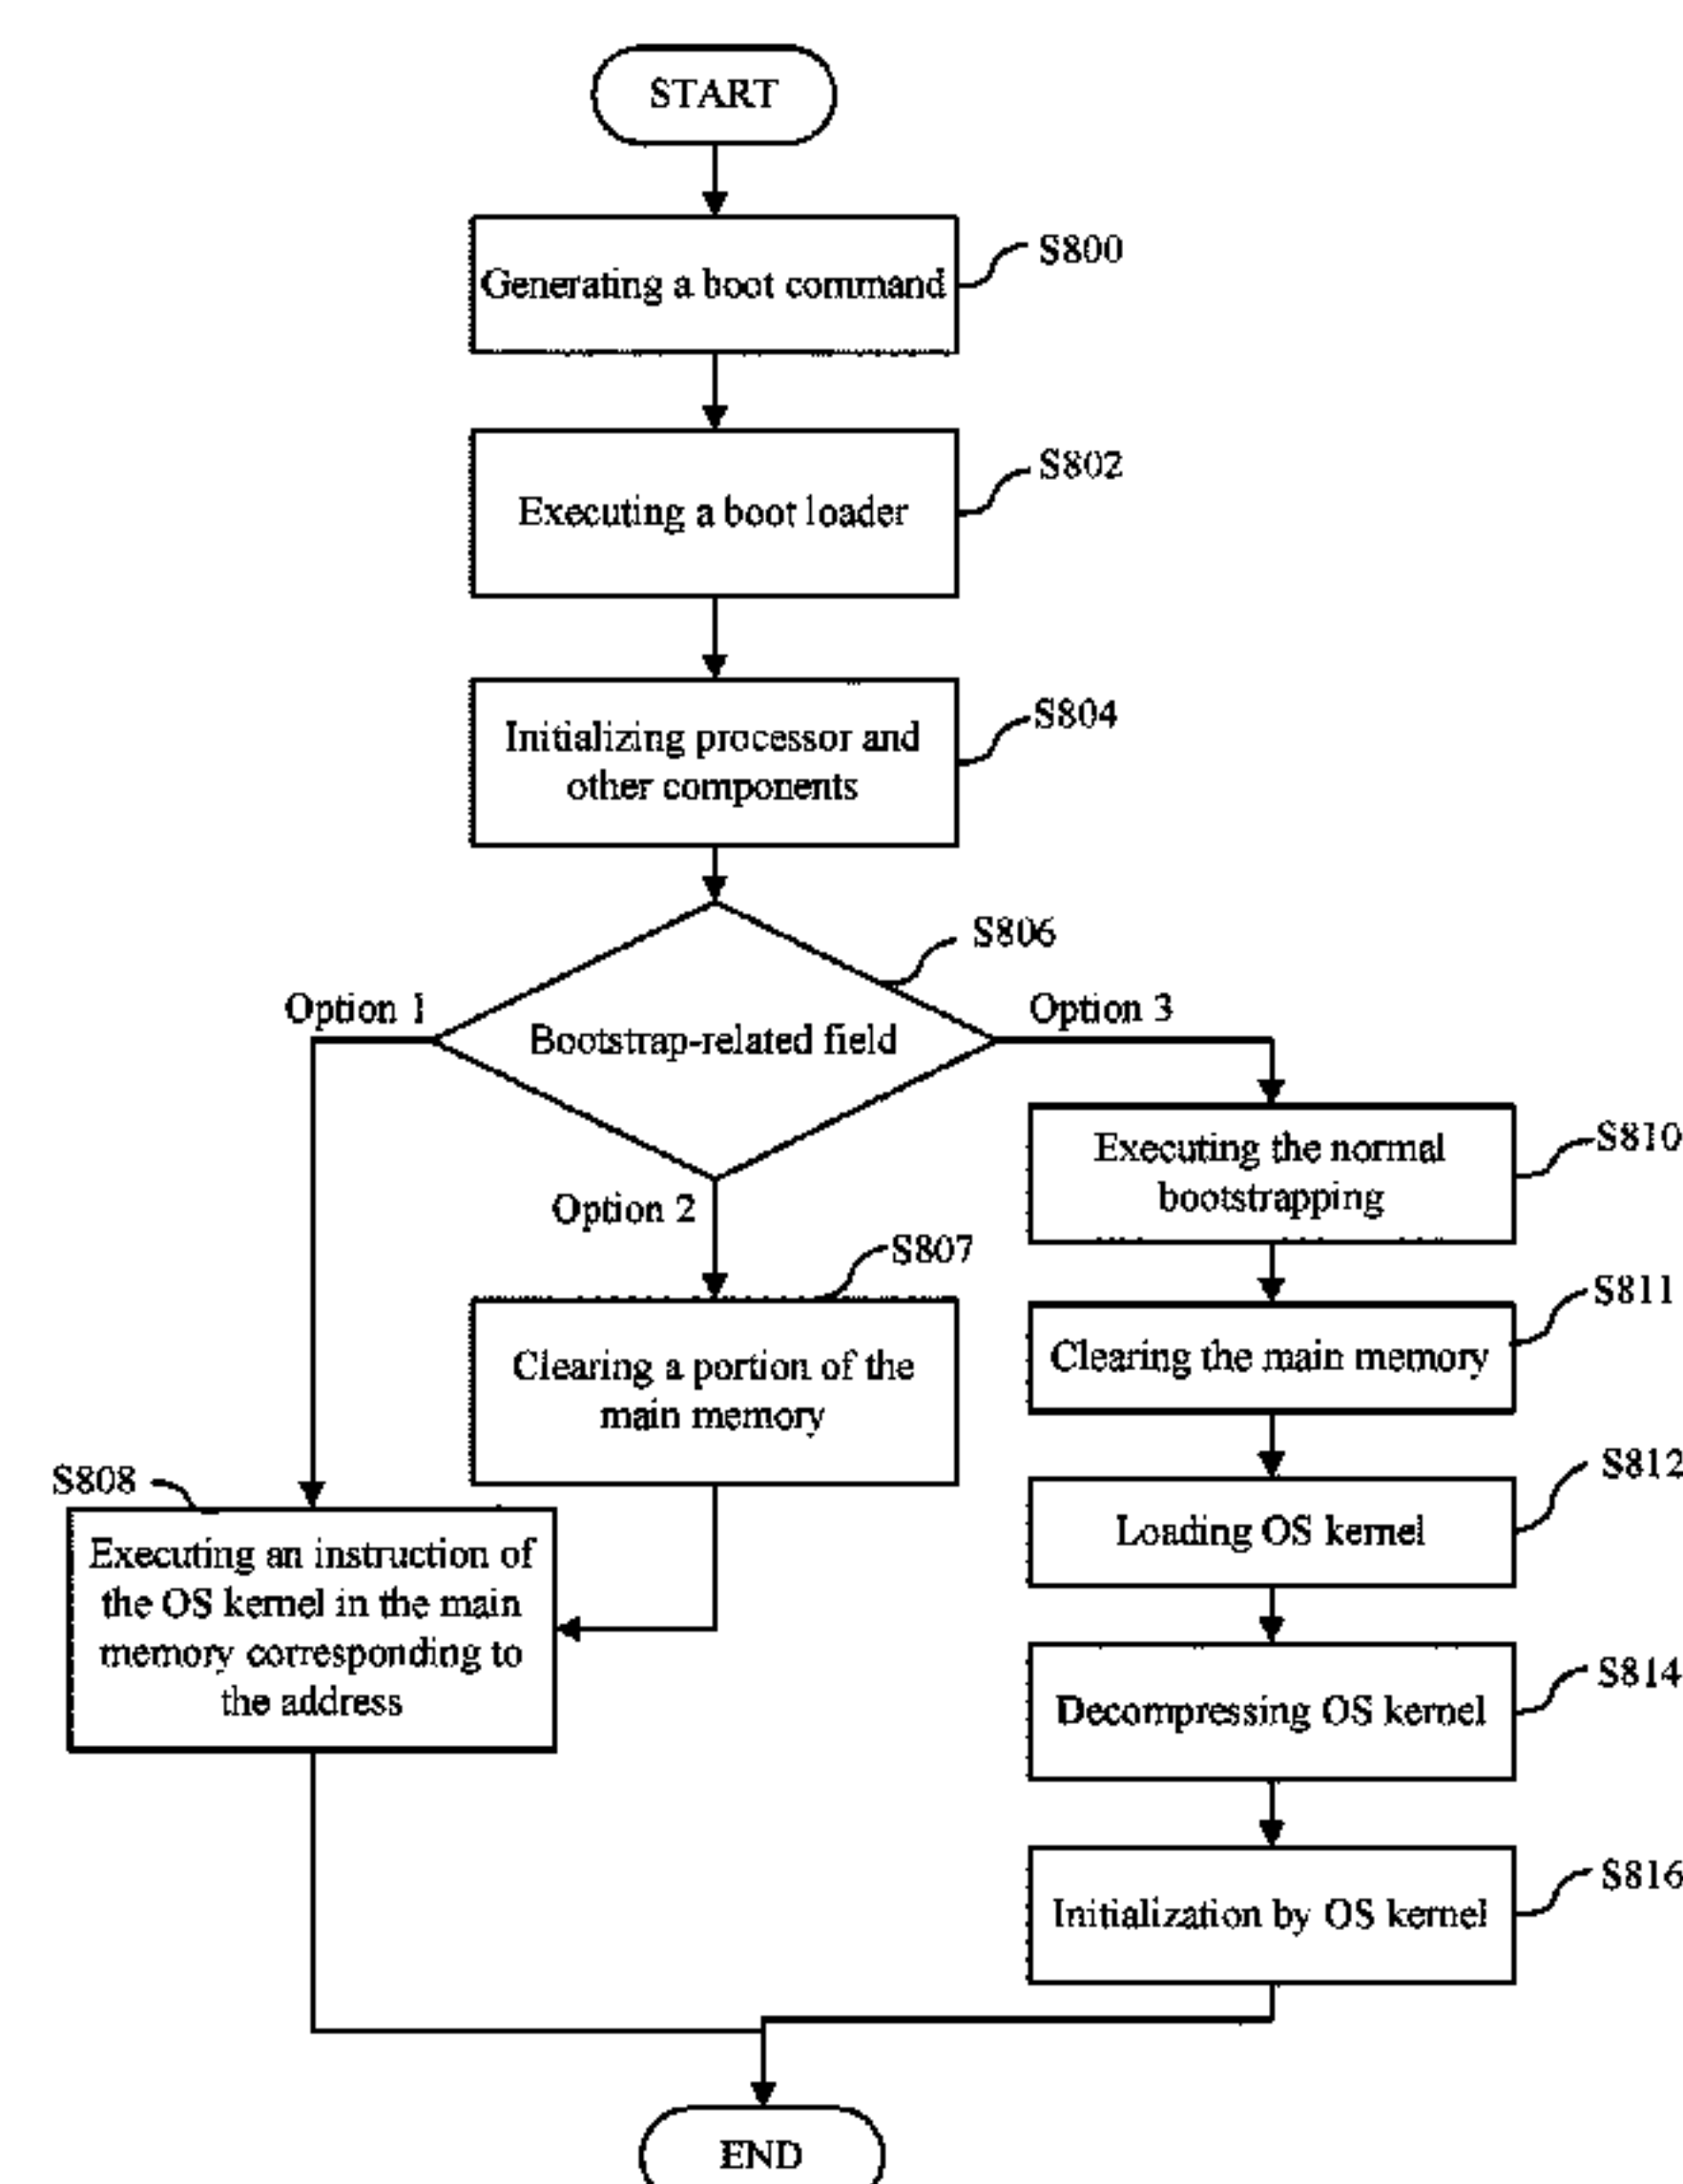 START
Generating a boot command
S800
Executing a boot loader
S802
Initializing processor and
other components
S804
Bootstrap-related field
S806
Option 1
Option 2
Option 3
S807
Clearing a portion of the
main memory
S808
Executing an instruction of
the OS kernel in the main
memory corresponding to
the address
Executing the normal
bootstrapping
S810
Clearing the main memory
S811
Loading OS kernel
S812
Decompressing OS kernel
S814
Initialization by OS kernel
S816
END